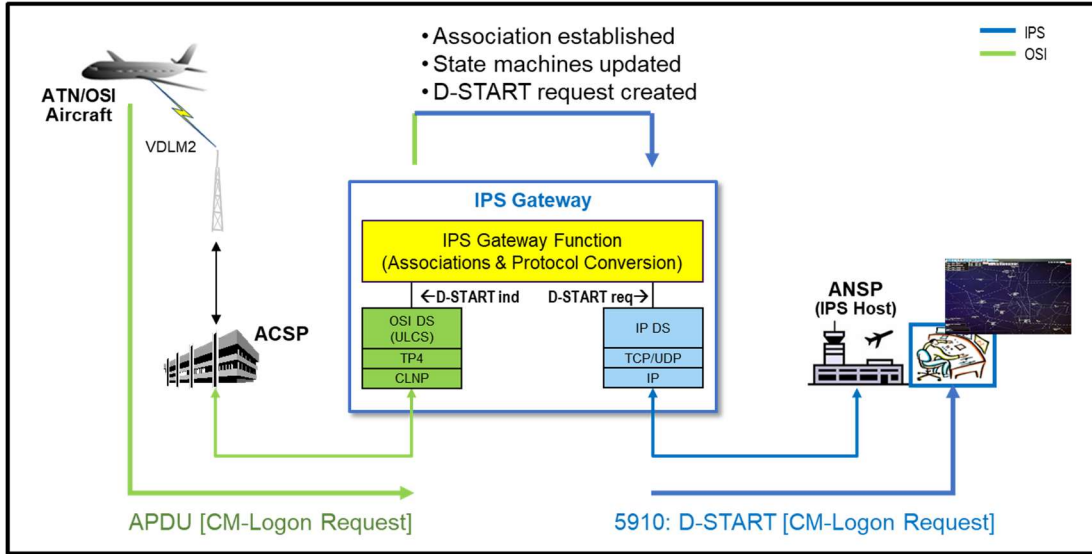 • Association established
• State machines updated
• D-START request created
IPS
OSI
ATN/OSI
Aircraft
VDLM2
IPS Gateway
IPS Gateway Function
(Associations & Protocol Conversion)
←D-START ind
D-START req→
OSI DS
(ULCS)
TP4
CLNP
IP DS
TCP/UDP
IP
ACSP
ANSP
(IPS Host)
APDU [CM-Logon Request]
5910: D-START [CM-Logon Request]